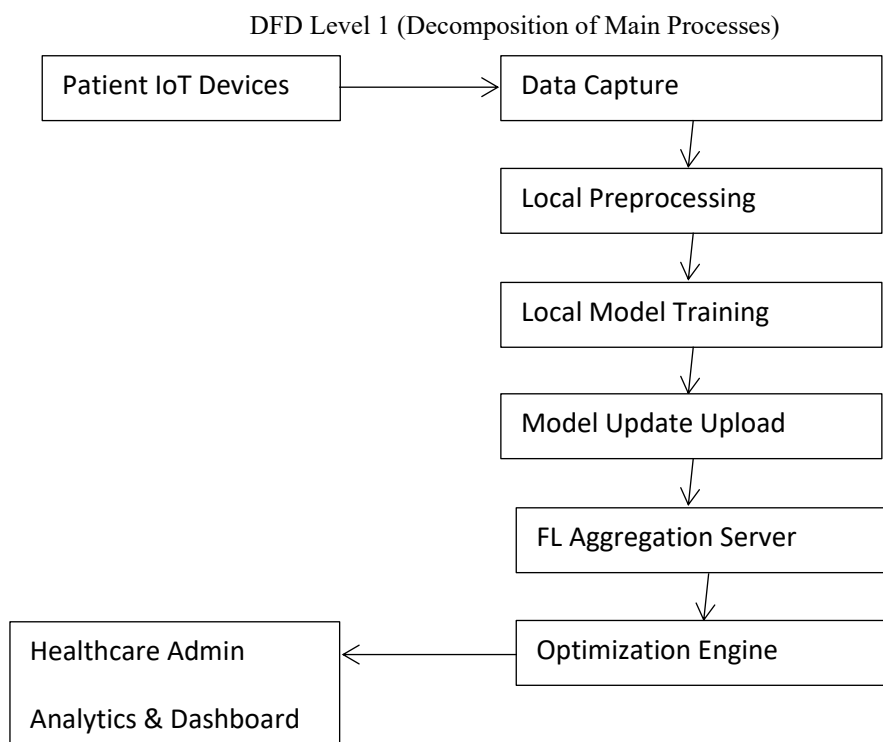 DFD Level 1 (Decomposition of Main Processes)
Patient IoT Devices
Data Capture
Local Preprocessing
Local Model Training
Model Update Upload
FL Aggregation Server
Optimization Engine
Healthcare Admin
Analytics & Dashboard